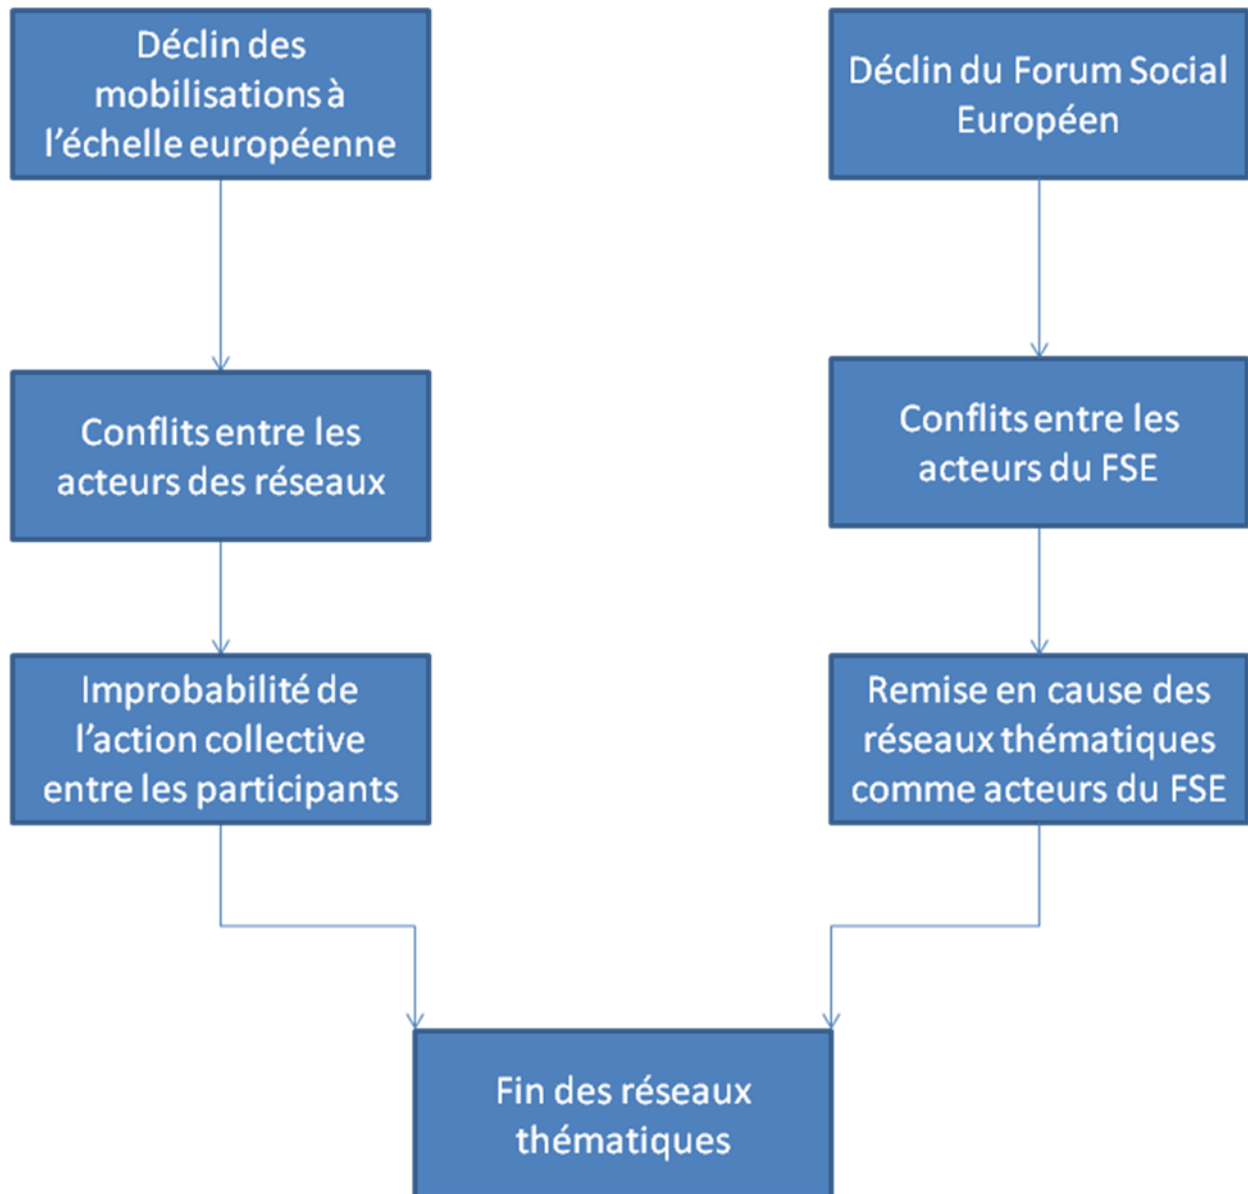 Déclin des
mobilisations à
l'échelle européenne
Déclin du Forum Social
Européen
Conflits entre les
acteurs des réseaux
Conflits entre les
acteurs du FSE
Improbabilité de
l'action collective
entre les participants
Remise en cause des
réseaux thématiques
comme acteurs du FSE
Fin des réseaux
thématiques